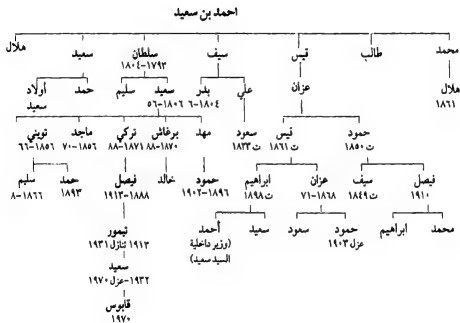 احمد بن سعيد
محمد طالب قيس سيف سلطان سعيد هلال
١٧٩٣-١٨٠٤
هلال عزان علي بدر سعيد سليم حمد أولاد
١٨٦١ ١٨٠٤-٦ ١٨٠٦-٥٦ سعيد
حمود قيس سعود مهد برغاش تركي ماجد تويني
ت ١٨٥٠ ت ١٨٦١ ت ١٨٣٣ ١٨٧٠-٨٨ ١٨٧١-٨٨ ١٨٥٦-٧٠ ١٨٥٦-٦٦
فيصل سيف عزان ابراهيم حمود خالد فيصل حمد سليم
١٩١٠ ت ١٨٤٩ ١٨٦٨-٧١ ت ١٨٩٨ ١٨٩٦-١٩٠٢ ١٨٨٨-١٩١٣ ١٨٩٣ ١٨٦٦-٨
محمد ابراهيم حمود سعود سعيد أحمد تيمور
عزل ١٩٠٣ (وزير داخلية ١٩١٣ تنازل ١٩٣١
السيد سعيد) سعيد
١٩٣٢-عزل ١٩٧٠
قابوس
١٩٧٠